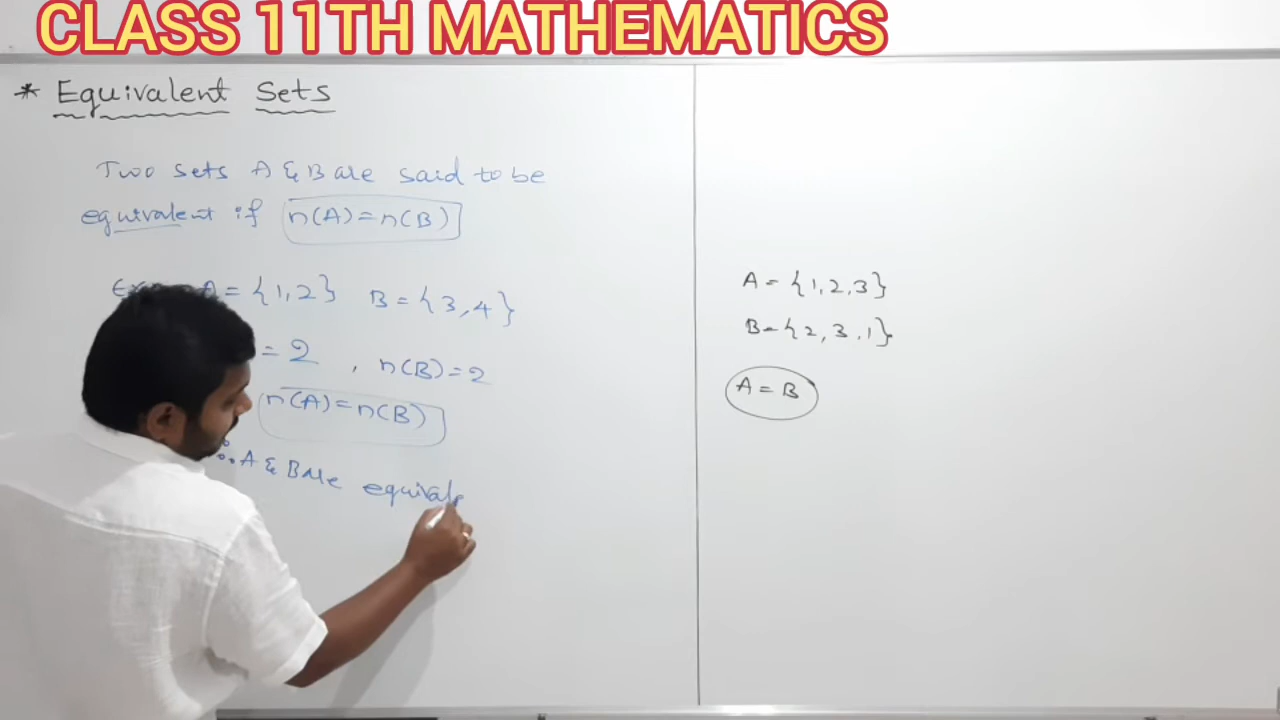 CLASS 11TH MATHEMATICS
* Equivalent Sets
Two sets A & B are said to be
equivalent if n(A)=n(B)
A = {1,2} B = {3,4}
= 2 , n(B)=2
n(A)=n(B)
∴ A & B are equivale
A = {1,2,3}
B = {2,3,1}
A = B